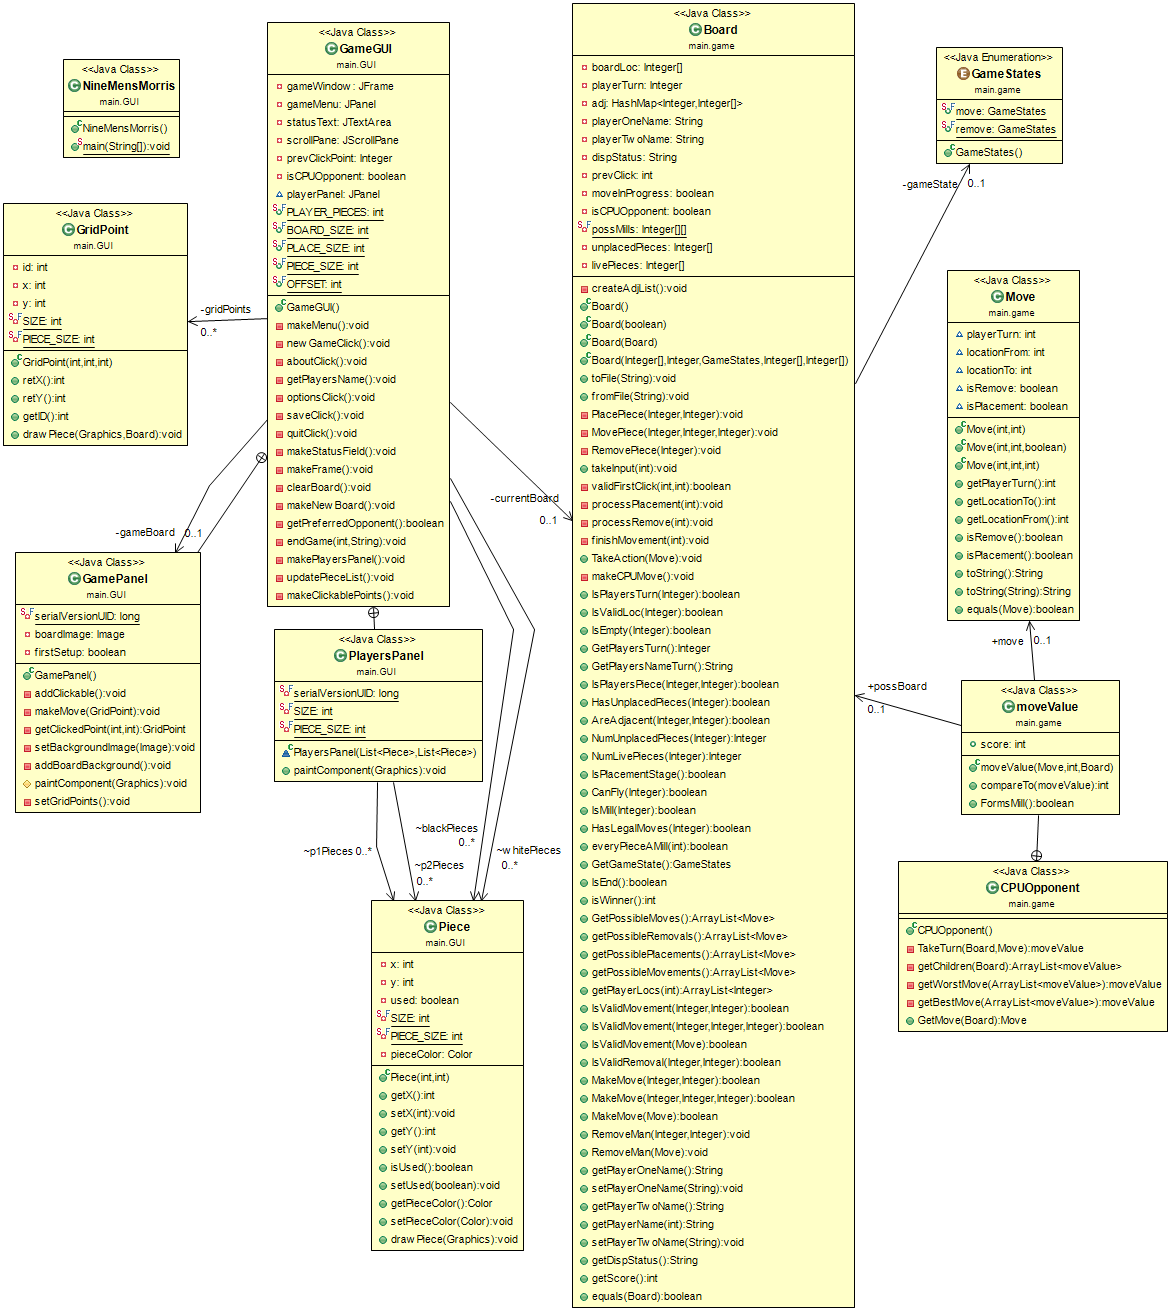 <<Java Class>>
NineMensMorris
main.GUI
NineMensMorris()
main(String[]):void
<<Java Class>>
GridPoint
main.GUI
id: int
x: int
y: int
SIZE: int
PIECE_SIZE: int
GridPoint(int,int,int)
retX():int
retY():int
getID():int
drawPiece(Graphics,Board):void
<<Java Class>>
GameGUI
main.GUI
gameWindow: JFrame
gameMenu: JPanel
statusText: JTextArea
scrollPane: JScrollPane
prevClickPoint: Integer
isCPUOpponent: boolean
playerPanel: JPanel
PLAYER_PIECES: int
BOARD_SIZE: int
PLACE_SIZE: int
PIECE_SIZE: int
OFFSET: int
GameGUI()
makeMenu():void
newGameClick():void
aboutClick():void
getPlayersName():void
optionsClick():void
saveClick():void
quitClick():void
makeStatusField():void
makeFrame():void
clearBoard():void
makeNewBoard():void
getPreferredOpponent():boolean
endGame(int,String):void
makePlayersPanel():void
updatePieceList():void
makeClickablePoints():void
-gridPoints
0..*
-gameBoard
0..1
-currentBoard
0..1
<<Java Class>>
GamePanel
main.GUI
serialVersionUID: long
boardImage: Image
firstSetup: boolean
GamePanel()
addClickable():void
makeMove(GridPoint):void
getClickedPoint(int,int):GridPoint
setBackgroundImage(Image):void
addBoardBackground():void
paintComponent(Graphics):void
setGridPoints():void
<<Java Class>>
PlayersPanel
main.GUI
serialVersionUID: long
SIZE: int
PIECE_SIZE: int
PlayersPanel(List<Piece>,List<Piece>)
paintComponent(Graphics):void
~p1Pieces 0..*
~p2Pieces
0..*
~blackPieces
0..*
~whitePieces
0..*
<<Java Class>>
Piece
main.GUI
x: int
y: int
used: boolean
SIZE: int
PIECE_SIZE: int
pieceColor: Color
Piece(int,int)
getX():int
setX(int):void
getY():int
setY(int):void
isUsed():boolean
setUsed(boolean):void
getPieceColor():Color
setPieceColor(Color):void
drawPiece(Graphics):void
<<Java Class>>
Board
main.game
boardLoc: Integer[]
playerTurn: Integer
adj: HashMap<Integer,Integer[]>
playerOneName: String
playerTwoName: String
dispStatus: String
prevClick: int
moveInProgress: boolean
isCPUOpponent: boolean
possMills: Integer[][]
unplacedPieces: Integer[]
livePieces: Integer[]
createAdjList():void
Board()
Board(boolean)
Board(Board)
Board(Integer[],Integer,GameStates,Integer[],Integer[])
toFile(String):void
fromFile(String):void
PlacePiece(Integer,Integer):void
MovePiece(Integer,Integer,Integer):void
RemovePiece(Integer):void
takeInput(int):void
validFirstClick(int,int):boolean
processPlacement(int):void
processRemove(int):void
finishMovement(int):void
TakeAction(Move):void
makeCPUMove():void
IsPlayersTurn(Integer):boolean
IsValidLoc(Integer):boolean
IsEmpty(Integer):boolean
GetPlayersTurn():Integer
GetPlayersNameTurn():String
IsPlayersPiece(Integer,Integer):boolean
HasUnplacedPieces(Integer):boolean
AreAdjacent(Integer,Integer):boolean
NumUnplacedPieces(Integer):Integer
NumLivePieces(Integer):Integer
IsPlacementStage():boolean
CanFly(Integer):boolean
IsMill(Integer):boolean
HasLegalMoves(Integer):boolean
everyPieceAMill(int):boolean
GetGameState():GameStates
IsEnd():boolean
isWinner():int
GetPossibleMoves():ArrayList<Move>
getPossibleRemovals():ArrayList<Move>
getPossiblePlacements():ArrayList<Move>
getPossibleMovements():ArrayList<Move>
getPlayerLocs(int):ArrayList<Integer>
IsValidMovement(Integer,Integer):boolean
IsValidMovement(Integer,Integer,Integer):boolean
IsValidMovement(Move):boolean
IsValidRemoval(Integer,Integer):boolean
MakeMove(Integer,Integer):boolean
MakeMove(Integer,Integer,Integer):boolean
MakeMove(Move):boolean
RemoveMan(Integer,Integer):void
RemoveMan(Move):void
getPlayerOneName():String
setPlayerOneName(String):void
getPlayerTwoName():String
getPlayerName(int):String
setPlayerTwoName(String):void
getDispStatus():String
getScore():int
equals(Board):boolean
<<Java Enumeration>>
GameStates
main.game
move: GameStates
remove: GameStates
GameStates()
-gameState
0..1
<<Java Class>>
Move
main.game
playerTurn: int
locationFrom: int
locationTo: int
isRemove: boolean
isPlacement: boolean
Move(int,int)
Move(int,int,boolean)
Move(int,int,int)
getPlayerTurn():int
getLocationTo():int
getLocationFrom():int
isRemove():boolean
isPlacement():boolean
toString():String
toString(String):String
equals(Move):boolean
+move
0..1
+possBoard
0..1
<<Java Class>>
moveValue
main.game
score: int
moveValue(Move,int,Board)
compareTo(moveValue):int
FormsMill():boolean
<<Java Class>>
CPUOpponent
main.game
CPUOpponent()
TakeTurn(Board,Move):moveValue
getChildren(Board):ArrayList<moveValue>
getWorstMove(ArrayList<moveValue>):moveValue
getBestMove(ArrayList<moveValue>):moveValue
GetMove(Board):Move